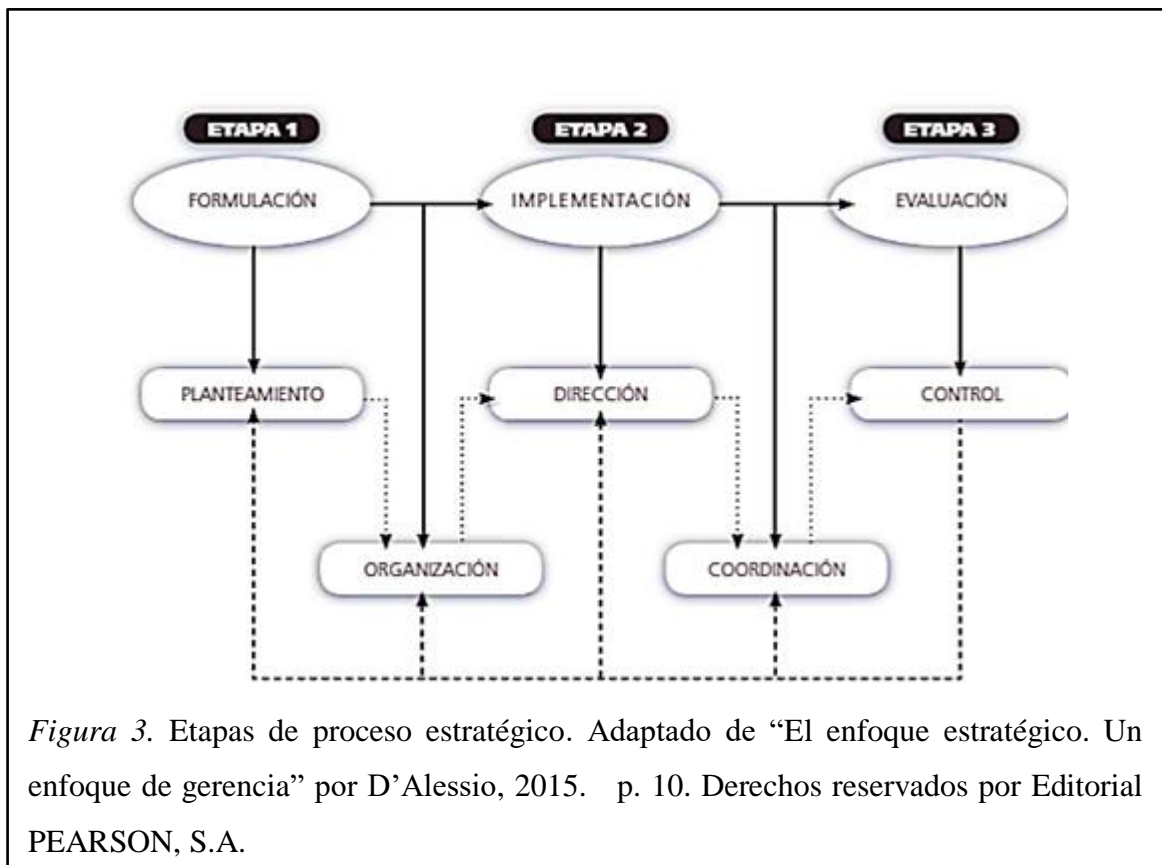 ETAPA 1 ETAPA 2 ETAPA 3
FORMULACIÓN IMPLEMENTACIÓN EVALUACIÓN
PLANTEAMIENTO DIRECCIÓN CONTROL
ORGANIZACIÓN COORDINACIÓN
Figura 3. Etapas de proceso estratégico. Adaptado de “El enfoque estratégico. Un
enfoque de gerencia” por D’Alessio, 2015. p. 10. Derechos reservados por Editorial
PEARSON, S.A.